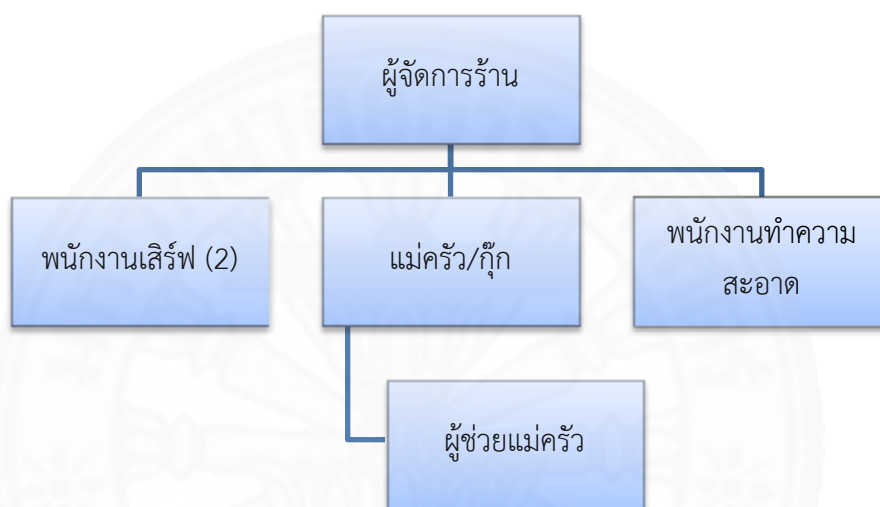 ผู้จัดการร้าน
พนักงานเสิร์ฟ (2)
แม่ครัว/กุ๊ก
พนักงานทำความ
สะอาด
ผู้ช่วยแม่ครัว